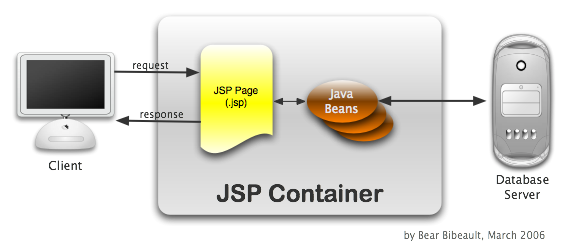 request
JSP Page
(.jsp)
Java
Beans
response
Client
JSP Container
Database
Server
by Bear Bibeault, March 2006